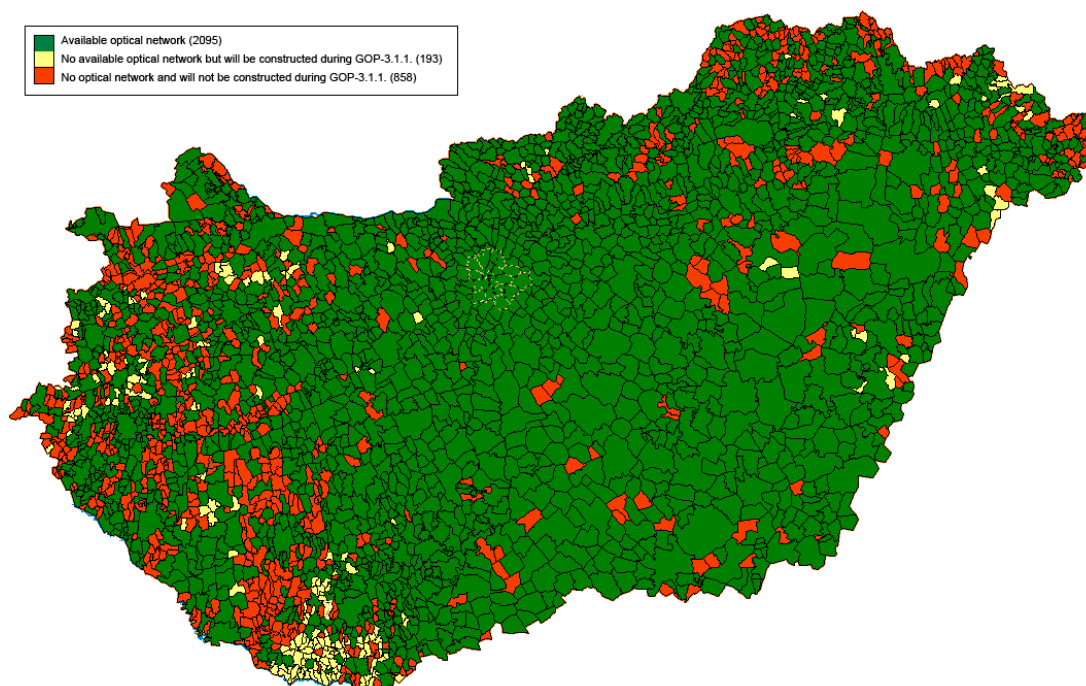 Available optical network (2095)
No available optical network but will be constructed during GOP-3.1.1. (193)
No optical network and will not be constructed during GOP-3.1.1. (858)